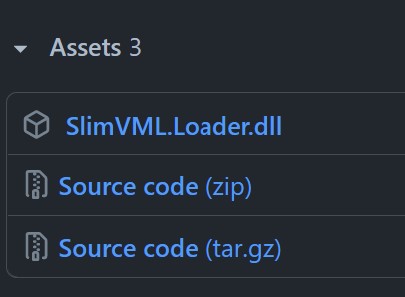 Assets 3
SlimVML.Loader.dll
Source code (zip)
Source code (tar.gz)